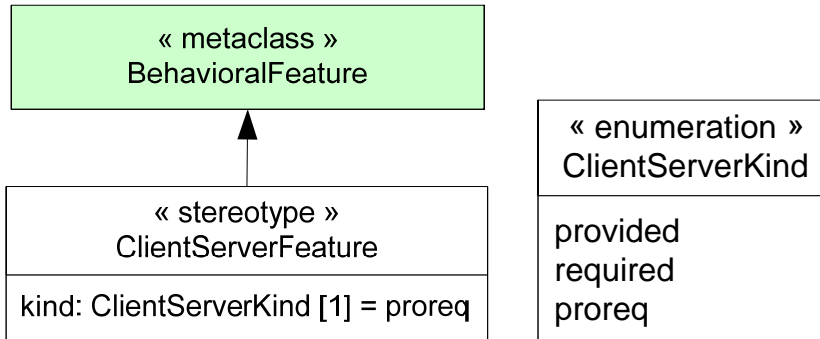 « metaclass »
BehavioralFeature
« stereotype »
ClientServerFeature
kind: ClientServerKind [1] = proreq
« enumeration »
ClientServerKind
provided
required
proreq